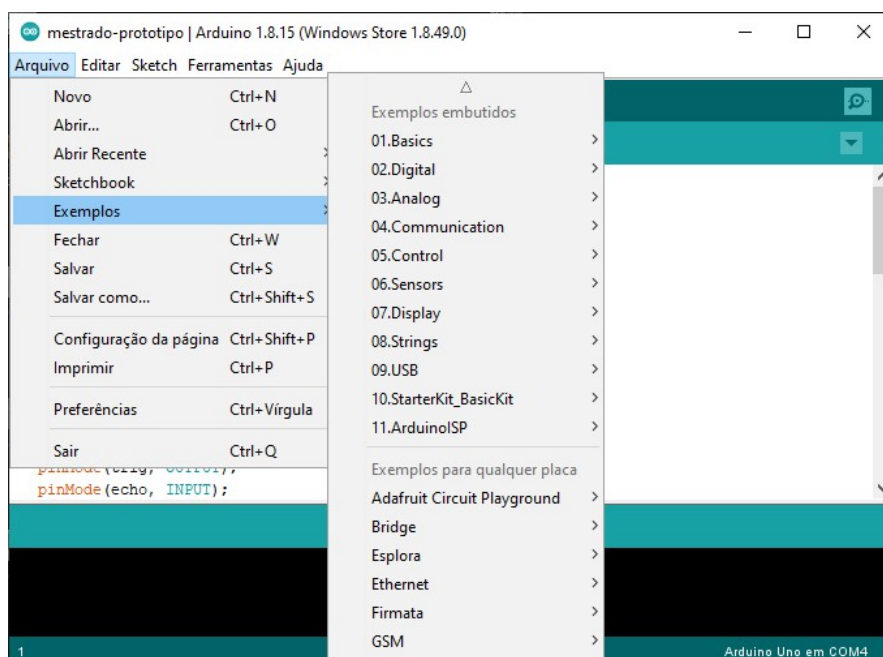 mestrado-prototipo | Arduino 1.8.15 (Windows Store 1.8.49.0)
Arquivo Editar Sketch Ferramentas Ajuda
Novo Ctrl+N
Abrir... Ctrl+O
Abrir Recente
Sketchbook
Exemplos
Fechar Ctrl+W
Salvar Ctrl+S
Salvar como... Ctrl+Shift+S
Configuração da página Ctrl+Shift+P
Imprimir Ctrl+P
Preferências Ctrl+Vírgula
Sair Ctrl+Q
Exemplos embutidos
01.Basics
02.Digital
03.Analog
04.Communication
05.Control
06.Sensors
07.Display
08.Strings
09.USB
10.StarterKit_BasicKit
11.ArduinoISP
Exemplos para qualquer placa
Adafruit Circuit Playground
Bridge
Esplora
Ethernet
Firmata
GSM
pinMode(trig, OUTPUT);
pinMode(echo, INPUT);
1 Arduino Uno em COM4